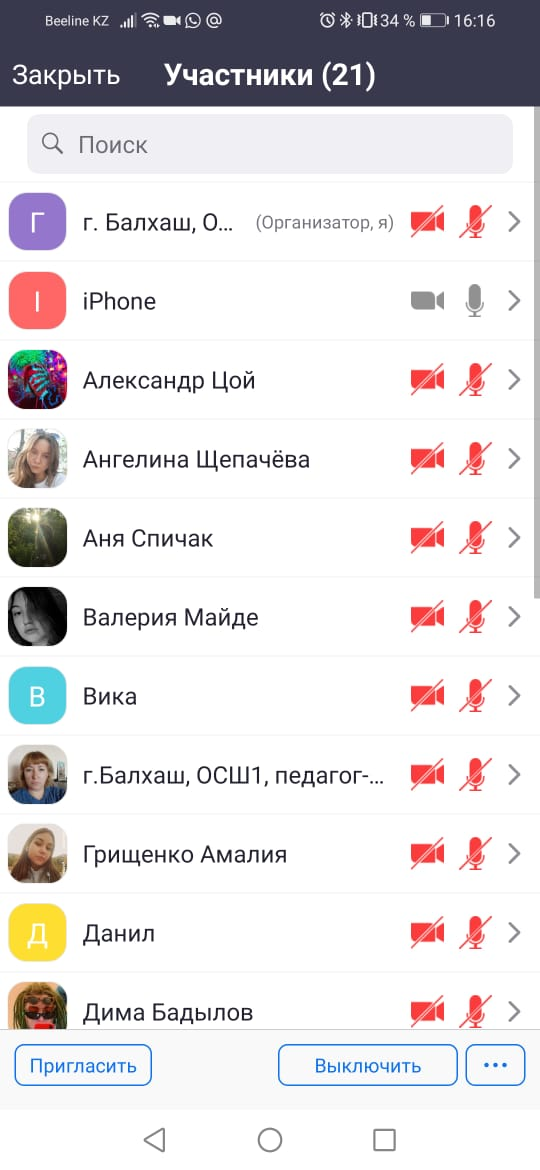 Beeline KZ 34 % 16:16
Закрыть Участники (21)
Поиск
Г г. Балхаш, О... (Организатор, я)
I iPhone
Александр Цой
Ангелина Щепачёва
Аня Спичак
Валерия Майде
В Вика
г.Балхаш, ОСШ1, педагог-...
Грищенко Амалия
Д Данил
Дима Бадылов
Пригласить Выключить ...